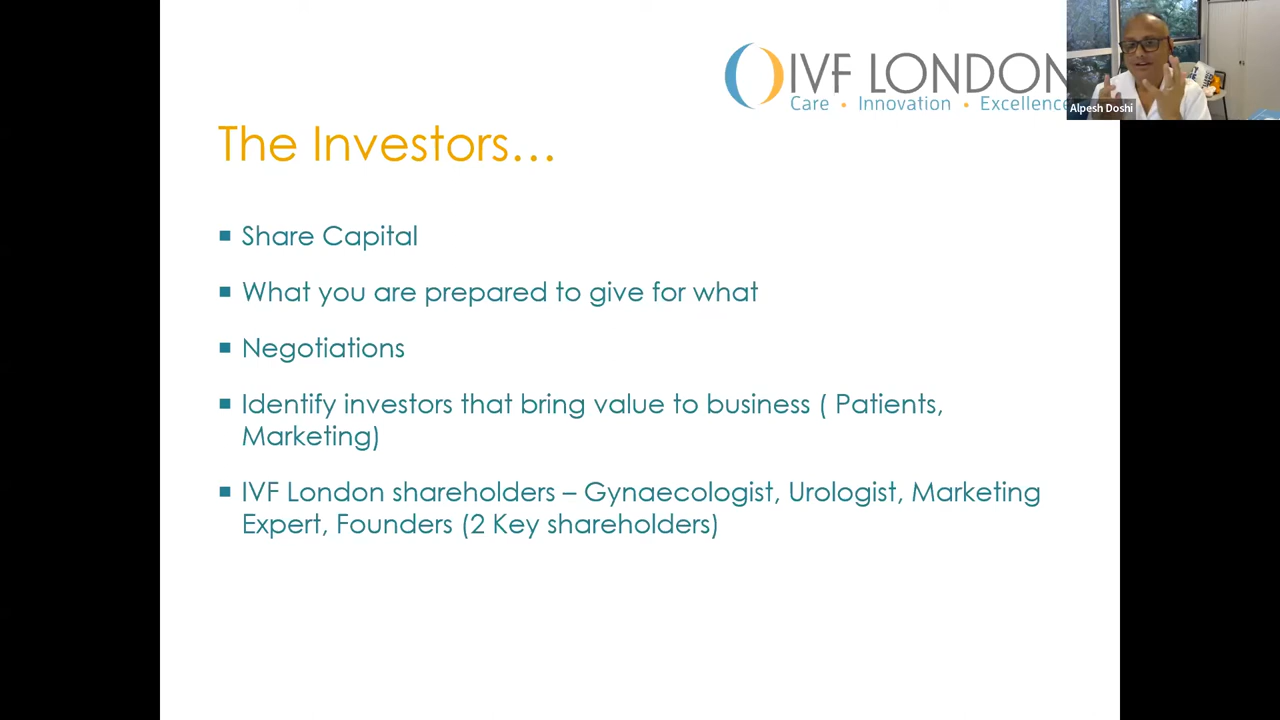 IVF LONDON
Care • Innovation • Excellence
Alpesh Doshi
The Investors...
▪ Share Capital
▪ What you are prepared to give for what
▪ Negotiations
▪ Identify investors that bring value to business ( Patients,
Marketing)
▪ IVF London shareholders – Gynaecologist, Urologist, Marketing
Expert, Founders (2 Key shareholders)